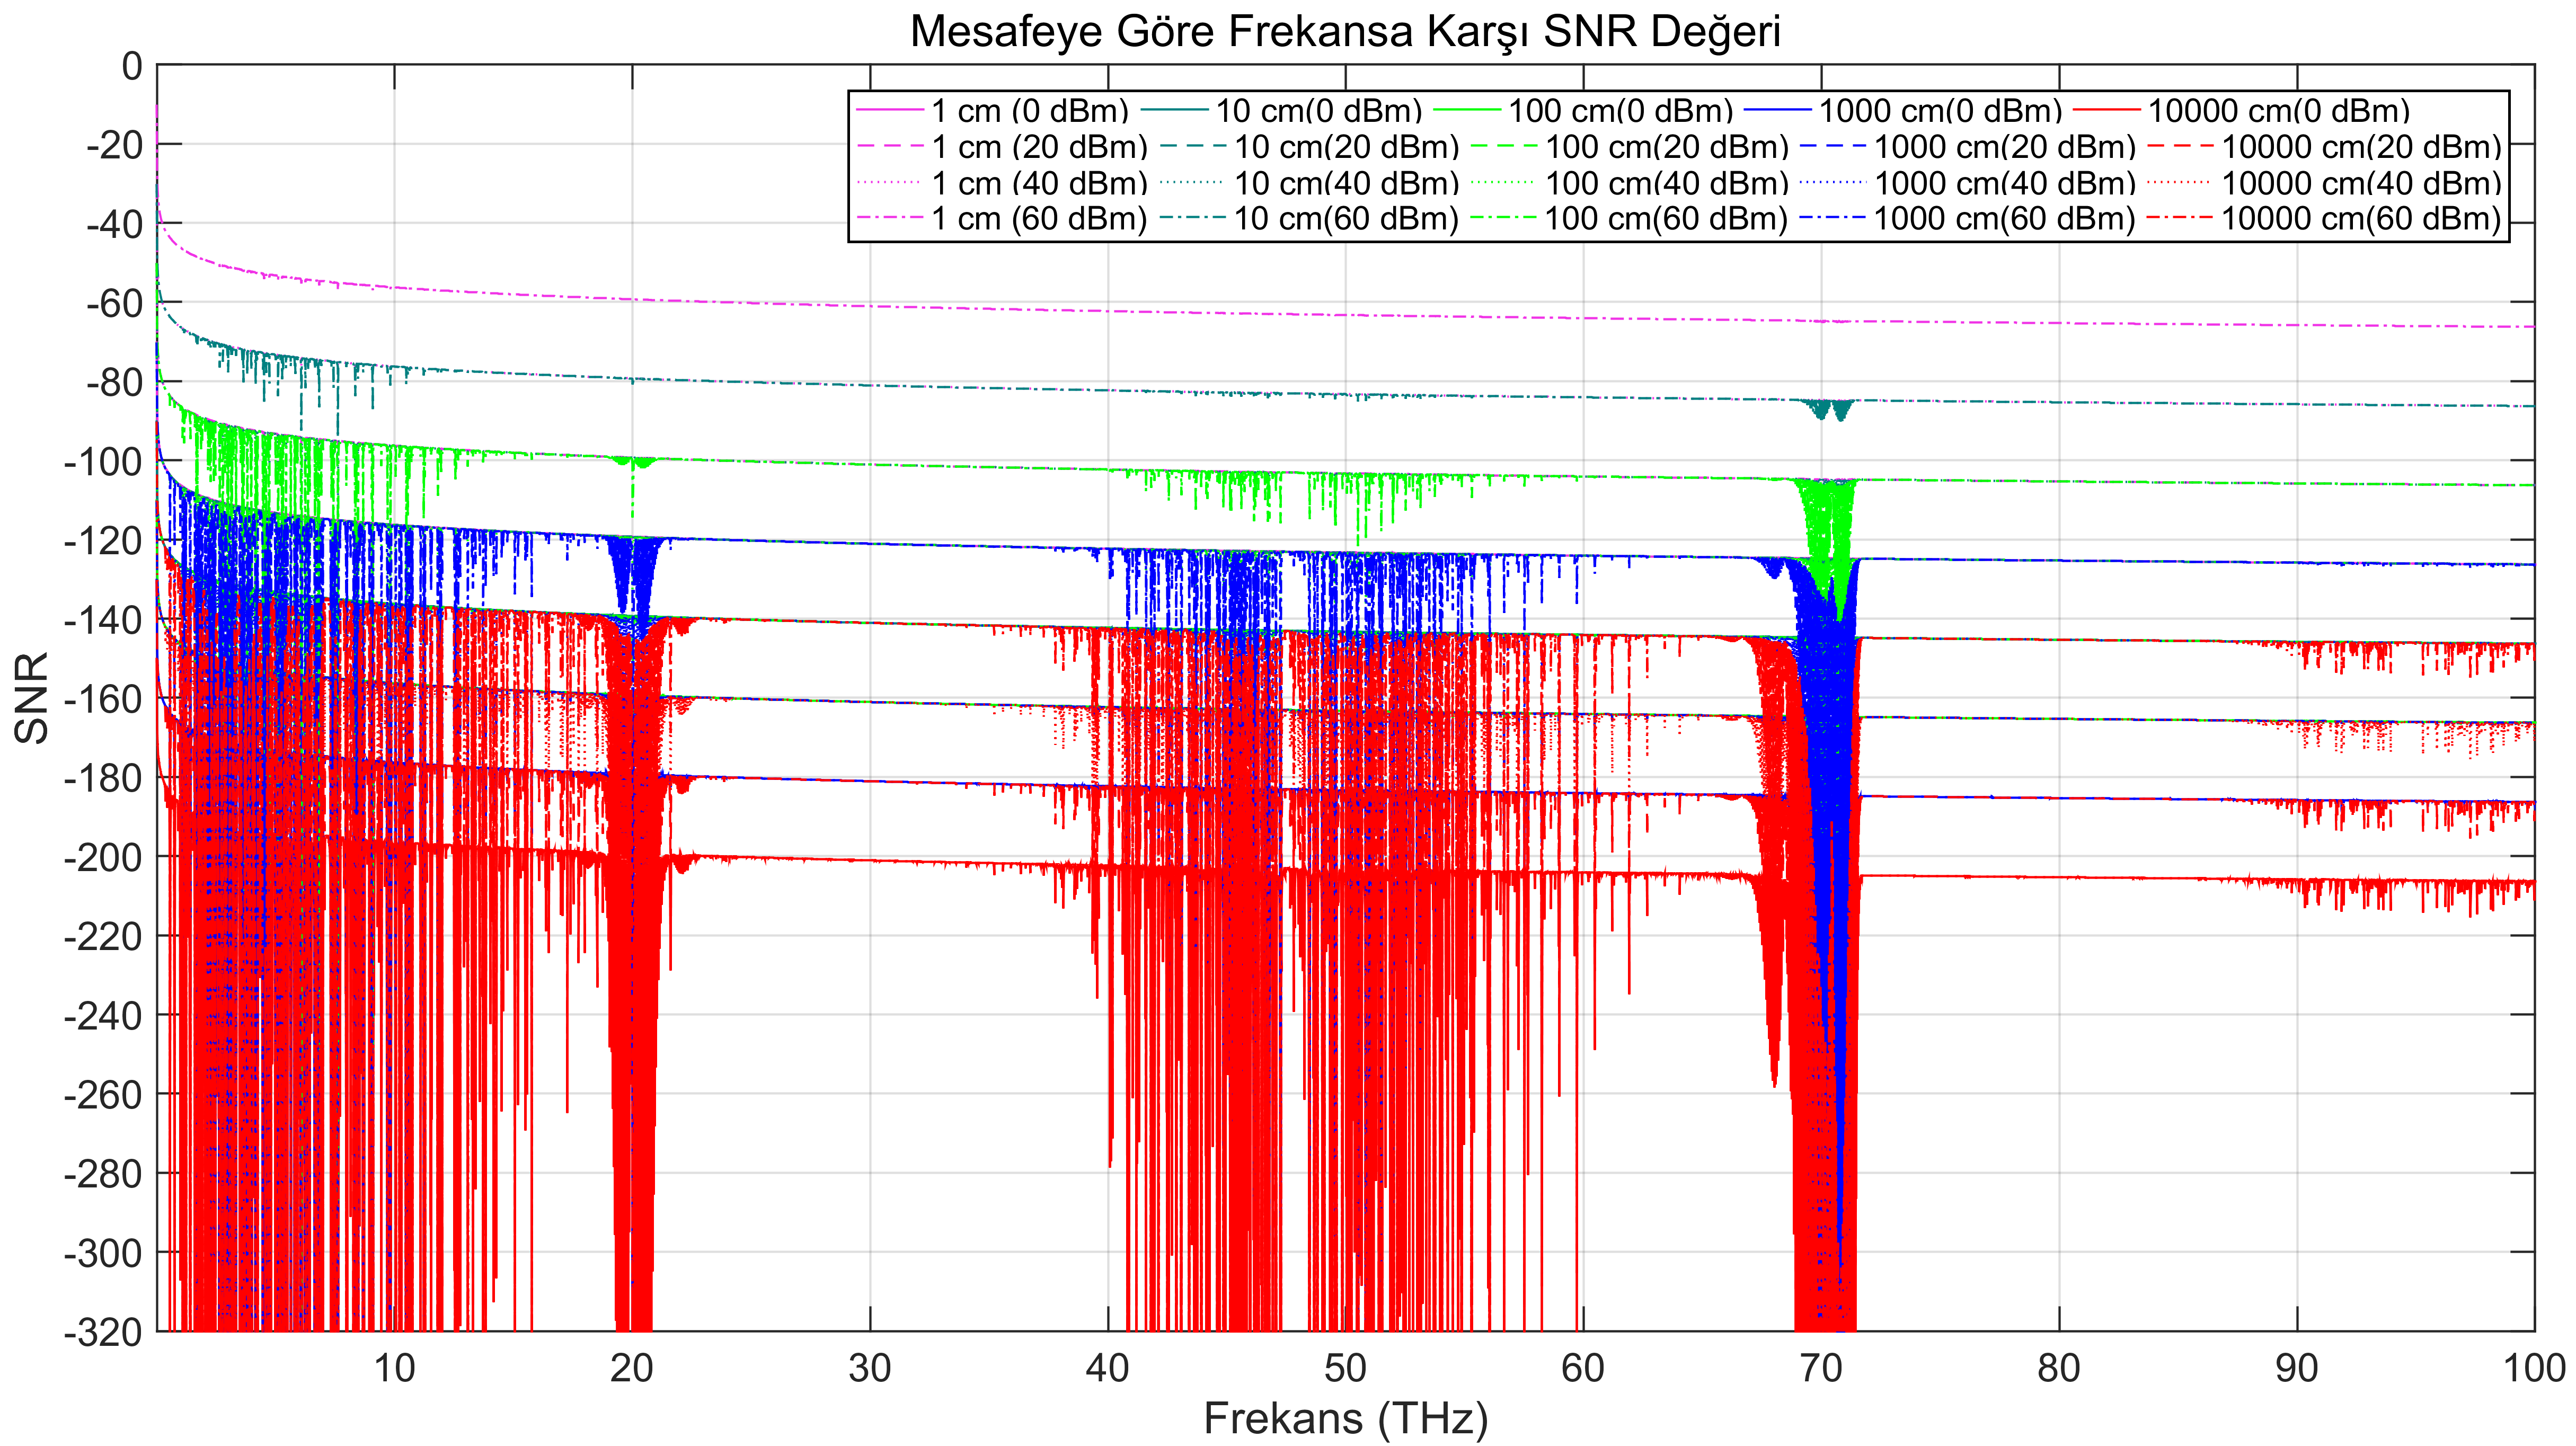 Mesafeye Göre Frekansa Karşı SNR Değeri
1 cm (0 dBm) 10 cm(0 dBm) 100 cm(0 dBm) 1000 cm(0 dBm) 10000 cm(0 dBm)
1 cm (20 dBm) 10 cm(20 dBm) 100 cm(20 dBm) 1000 cm(20 dBm) 10000 cm(20 dBm)
1 cm (40 dBm) 10 cm(40 dBm) 100 cm(40 dBm) 1000 cm(40 dBm) 10000 cm(40 dBm)
1 cm (60 dBm) 10 cm(60 dBm) 100 cm(60 dBm) 1000 cm(60 dBm) 10000 cm(60 dBm)
0
-20
-40
-60
-80
-100
-120
-140
-160
-180
-200
-220
-240
-260
-280
-300
-320
SNR
10 20 30 40 50 60 70 80 90 100
Frekans (THz)